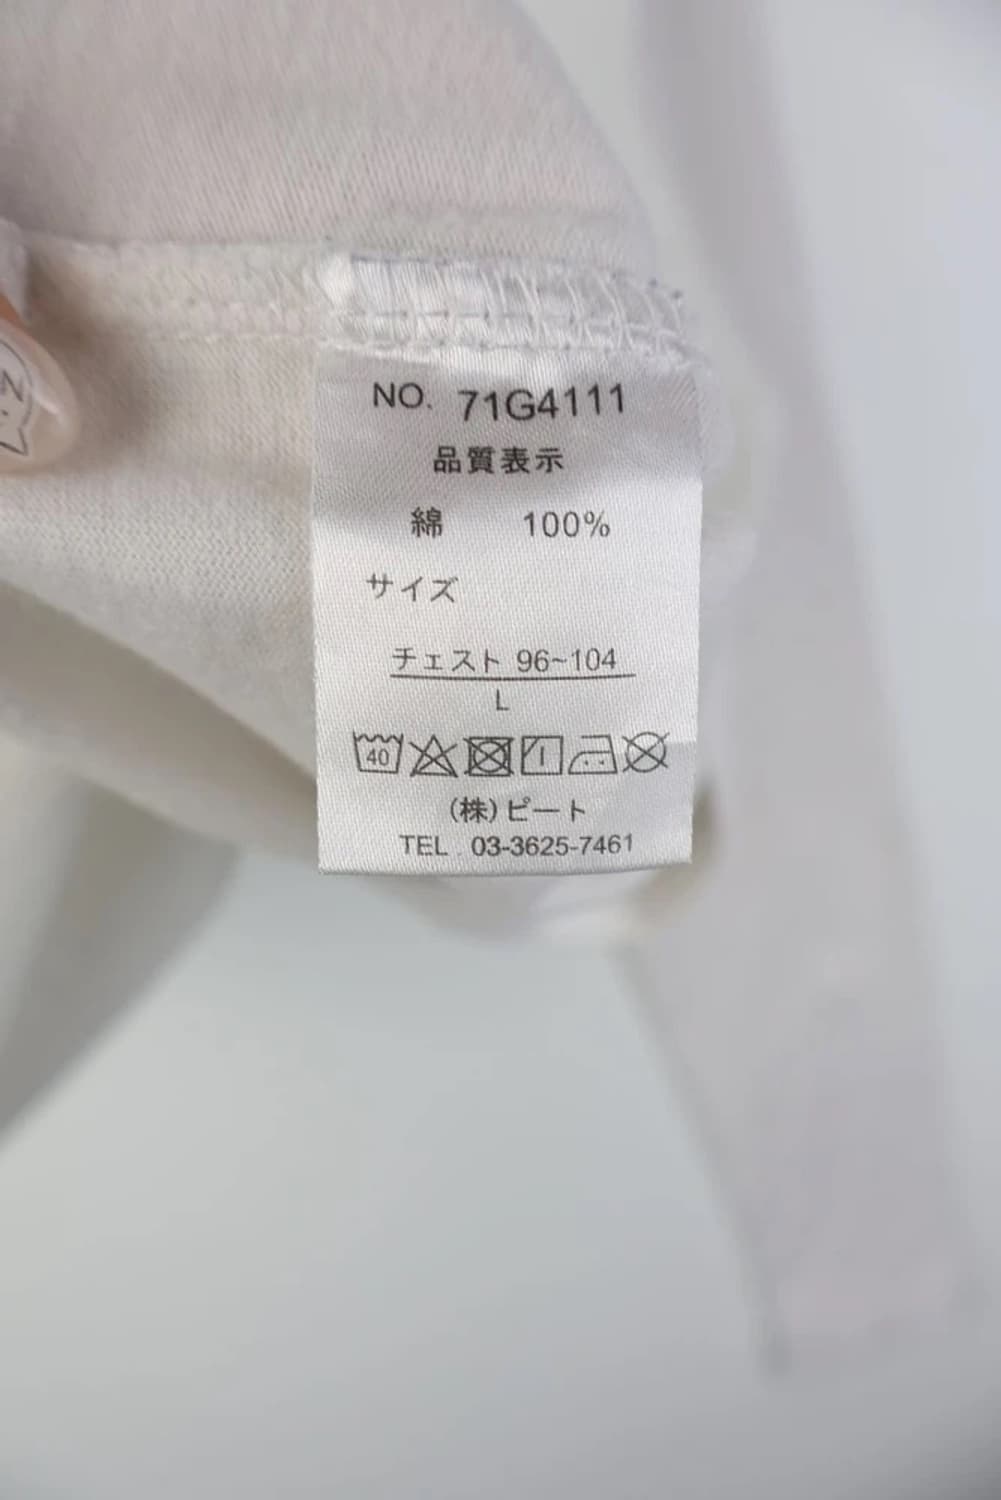 NO. 71G4111
品質表示
綿 100%
サイズ
チェスト 96~104
L
40
(株)ピート
TEL. 03-3625-7461